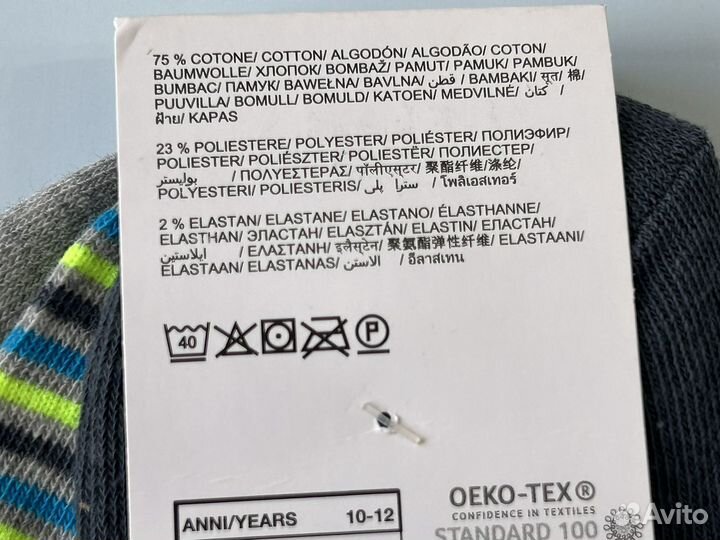 75 % COTONE/ COTTON/ ALGODÓN/ ALGODÃO/ COTON/
BAUMWOLLE/ ХЛОПОК/ BOMBAŽ/ PAMUT/ PAMUK/ PAMBUK/
BUMBAC/ ПАМУК/ BAWEŁNA/ BAVLNA/ قطن/ BAMBAKI/ सूत/ 棉/
PUUVILLA/ BOMULL/ BOMULD/ KATOEN/ MEDVILNÉ/ كتان/
ฝ้าย/ KAPAS
23 % POLIESTERE/ POLYESTER/ POLIÉSTER/ ПОЛИЭФИР/
POLIESTER/ POLIÉSZTER/ POLIESTËR/ ПОЛИЕСТЕР/
بوليستر/ ΠΟΛΥΕΣΤΕΡΑΣ/ पॉलीएस्टर/ 聚酯纤维/涤纶/
POLYESTERI/ POLIESTERIS/ سترا پلی/ โพลิเอสเทอร์
2 % ELASTAN/ ELASTANE/ ELASTANO/ ÉLASTHANNE/
ELASTHAN/ ЭЛАСТАН/ ELASZTÁN/ ELASTIN/ ЕЛАСТАН/
ايلاستين/ ΕΛΑΣΤΑΝΗ/ इलैसूटेन/ 聚氨酯弹性纤维/ ELASTAANI/
ELASTAAN/ ELASTANAS/ الاستن/ อีลาสเทน
40
P
ANNI/YEARS 10-12
OEKO-TEX®
CONFIDENCE IN TEXTILES
STANDARD 100
Avito